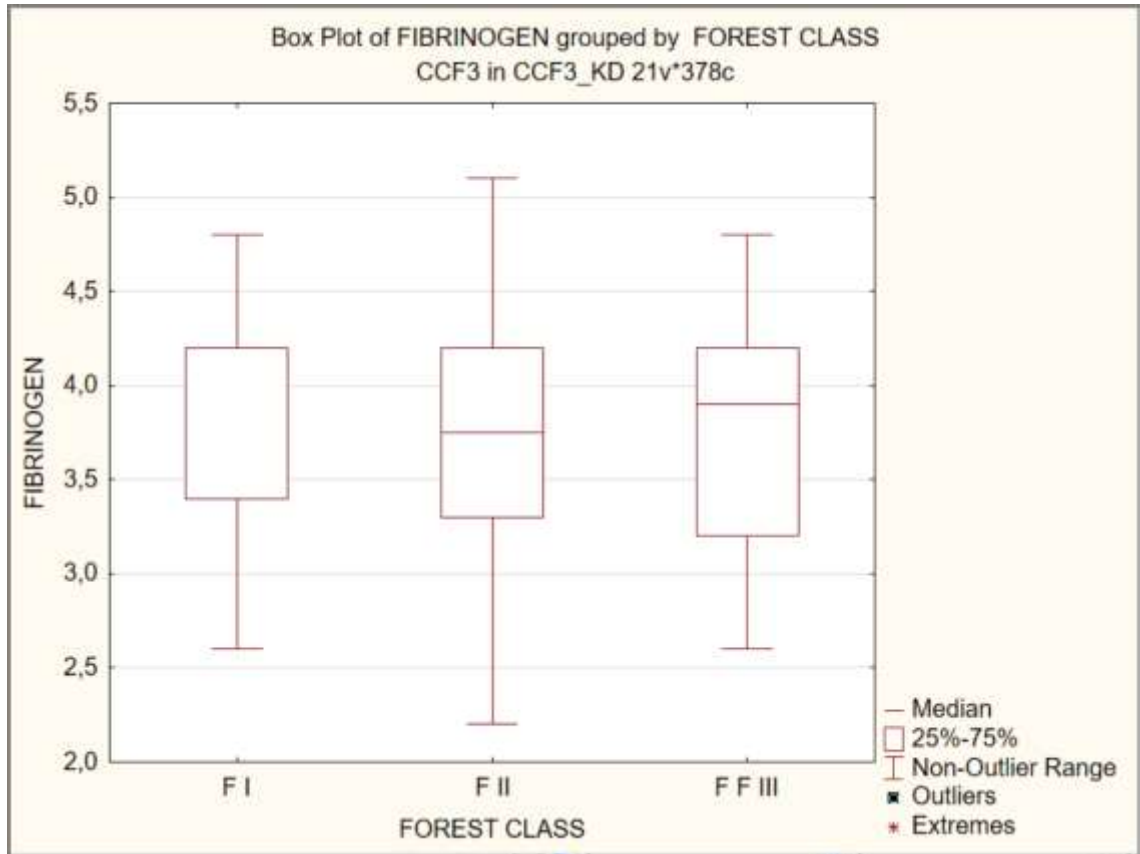 Box Plot of FIBRINOGEN grouped by FOREST CLASS
CCF3 in CCF3_KD 21v*378c
5,5
5,0
4,5
4,0
3,5
3,0
2,5
2,0
FIBRINOGEN
F I
F II
F F III
FOREST CLASS
Median
25%-75%
Non-Outlier Range
Outliers
Extremes